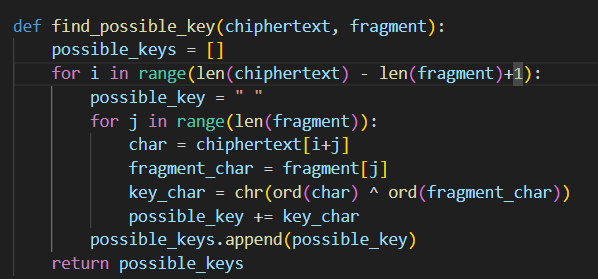 def find_possible_key(chiphertext, fragment):
    possible_keys = []
    for i in range(len(chiphertext) - len(fragment)+1):
        possible_key = " "
        for j in range(len(fragment)):
            char = chiphertext[i+j]
            fragment_char = fragment[j]
            key_char = chr(ord(char) ^ ord(fragment_char))
            possible_key += key_char
        possible_keys.append(possible_key)
    return possible_keys